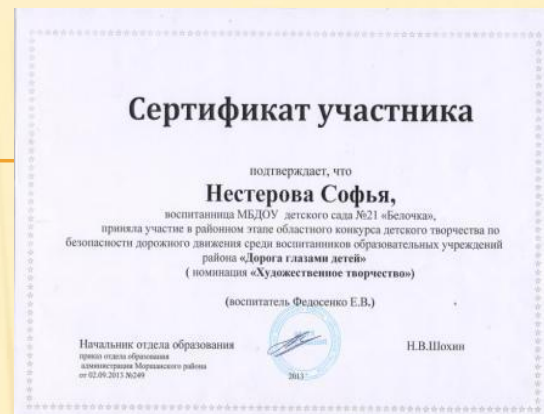 Сертификат участника
подтверждает, что
Нестерова Софья,
воспитанница МБДОУ детского сада №21 «Белочка»,
приняла участие в районном этапе областного конкурса детского творчества по
безопасности дорожного движения среди воспитанников образовательных учреждений
района «Дорога глазами детей»
( номинация «Художественное творчество»)
(воспитатель Федосенко Е.В.)
Начальник отдела образования Н.В.Шохин
приказ отдела образования
администрации Моршанского района
от 02.09.2013 №249
2013